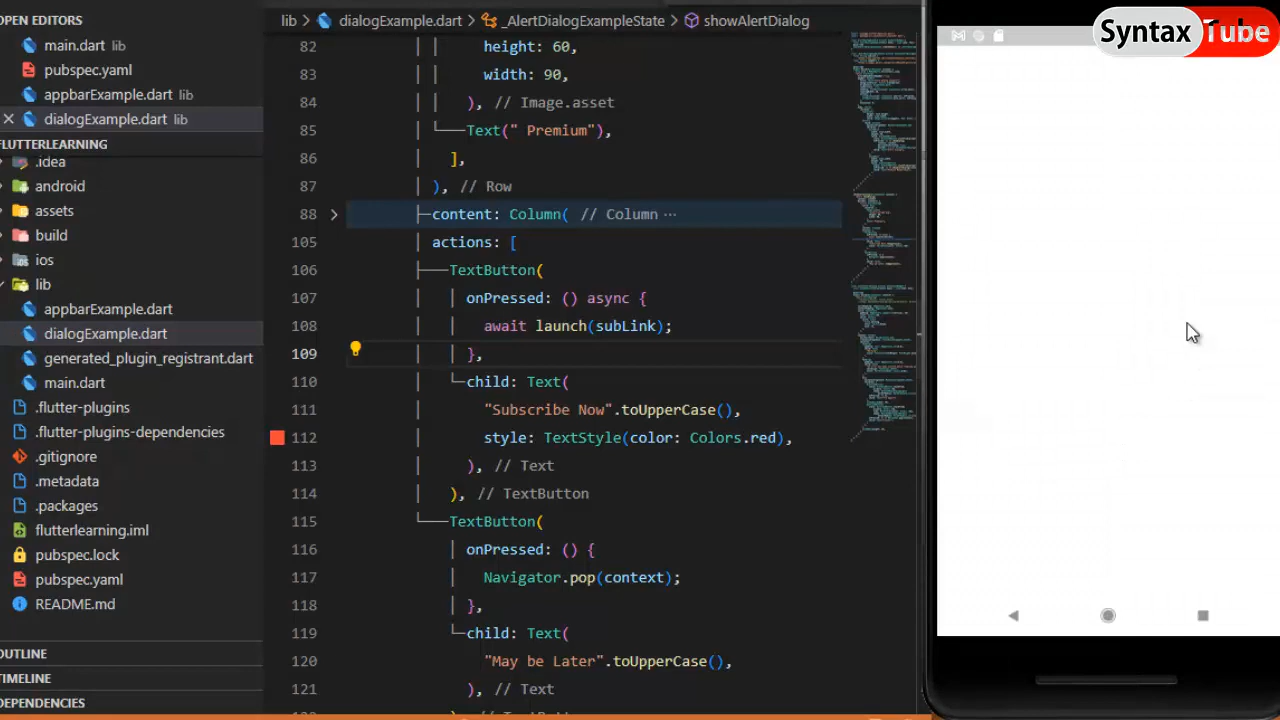 OPEN EDITORS
main.dart lib
pubspec.yaml
appbarExample.dart lib
dialogExample.dart lib
FLUTTERLEARNING
.idea
android
assets
build
ios
lib
appbarExample.dart
dialogExample.dart
generated_plugin_registrant.dart
main.dart
.flutter-plugins
.flutter-plugins-dependencies
.gitignore
.metadata
.packages
flutterlearning.iml
pubspec.lock
pubspec.yaml
README.md
OUTLINE
TIMELINE
DEPENDENCIES
lib > dialogExample.dart > _AlertDialogExampleState > showAlertDialog
82 height: 60,
83 width: 90,
84 ), // Image.asset
85 Text(" Premium"),
86 ],
87 ), // Row
88 content: Column( // Column ⋯
105 actions: [
106 TextButton(
107 onPressed: () async {
108 await launch(subLink);
109 },
110 child: Text(
111 "Subscribe Now".toUpperCase(),
112 style: TextStyle(color: Colors.red),
113 ), // Text
114 ), // TextButton
115 TextButton(
116 onPressed: () {
117 Navigator.pop(context);
118 },
119 child: Text(
120 "May be Later".toUpperCase(),
121 ), // Text
Syntax Tube